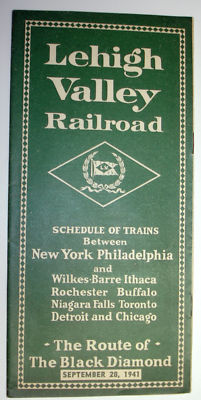 Lehigh
Valley
Railroad
SCHEDULE OF TRAINS
Between
New York Philadelphia
and
Wilkes-Barre Ithaca
Rochester Buffalo
Niagara Falls Toronto
Detroit and Chicago
- The Route of -
The Black Diamond
SEPTEMBER 28, 1941